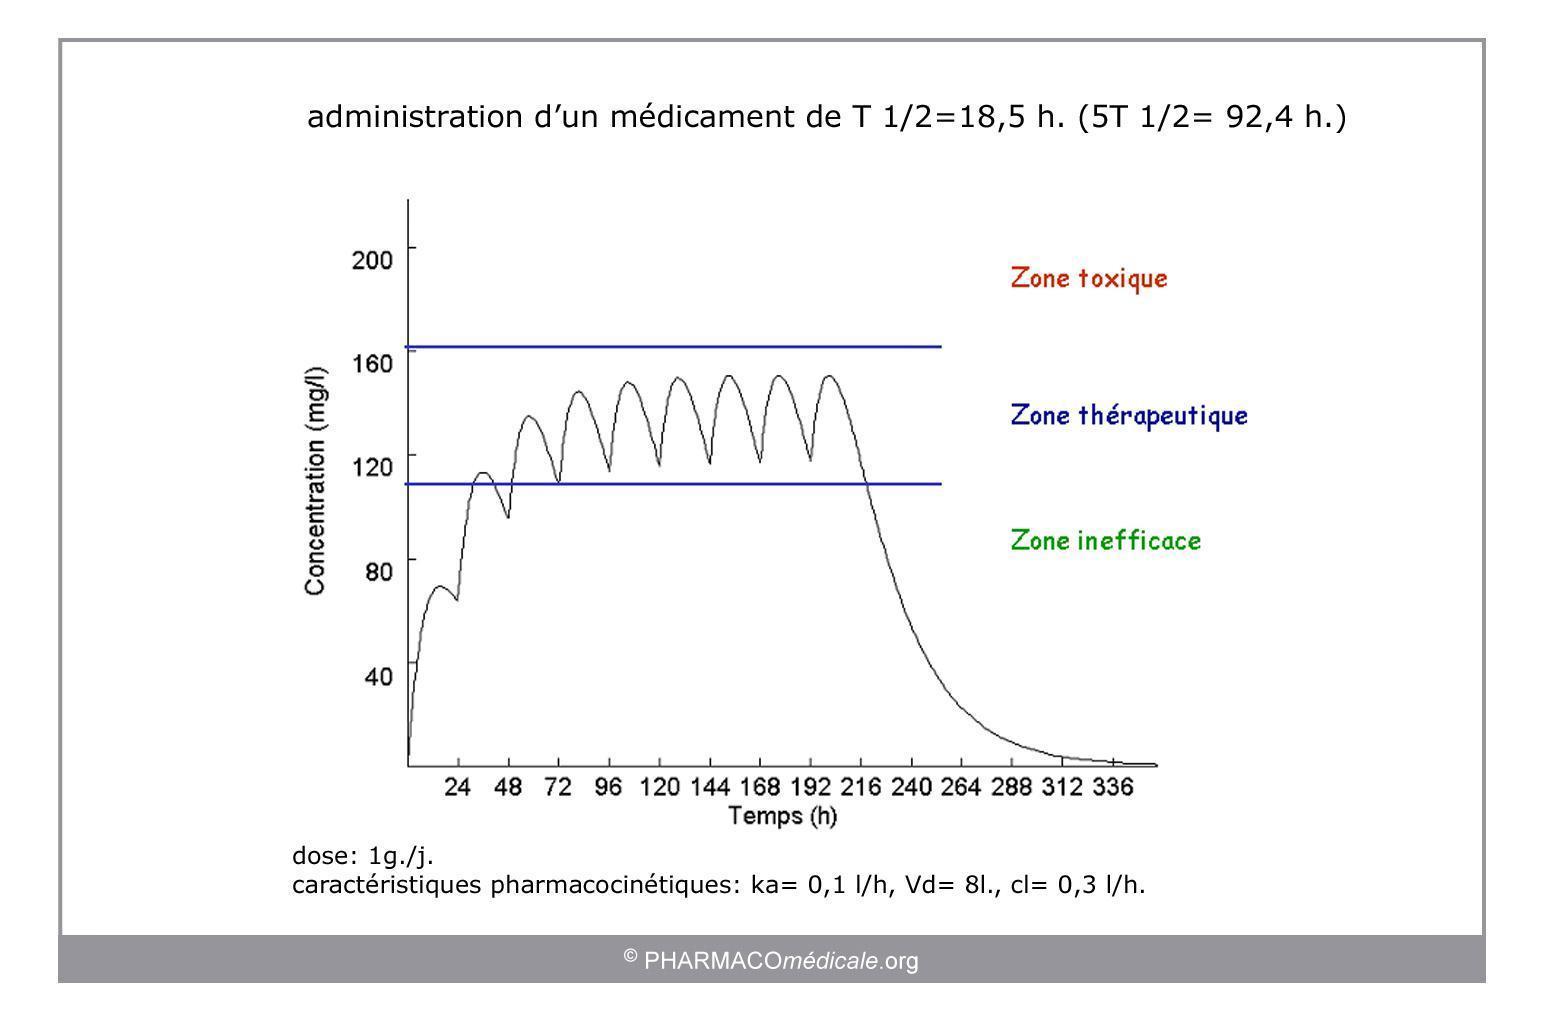 administration d’un médicament de T 1/2=18,5 h. (5T 1/2= 92,4 h.)
200
Zone toxique
160
Zone thérapeutique
120
Zone inefficace
80
40
Concentration (mg/l)
24 48 72 96 120 144 168 192 216 240 264 288 312 336
Temps (h)
dose: 1g./j.
caractéristiques pharmacocinétiques: ka= 0,1 l/h, Vd= 8l., cl= 0,3 l/h.
© PHARMACOmédicale.org